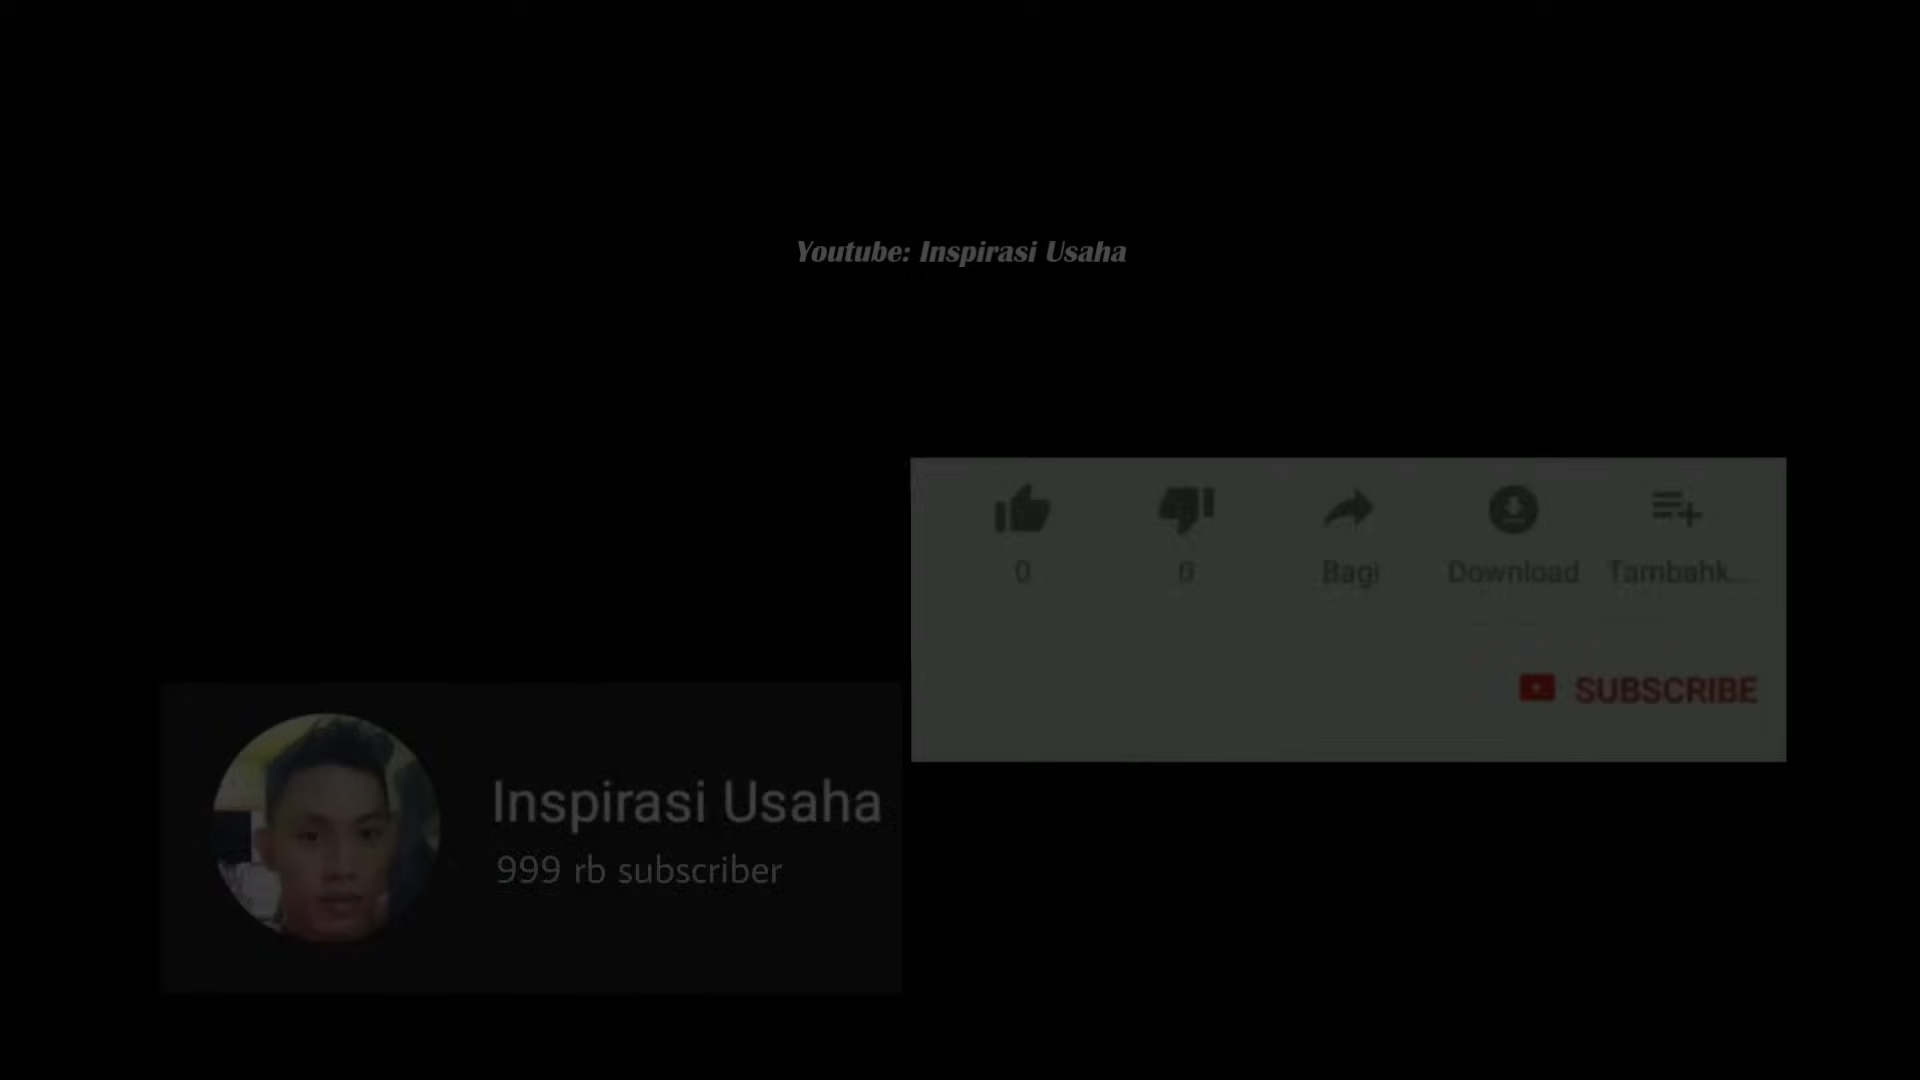 Youtube: Inspirasi Usaha
0
0
Bagi
Download
Tambahk...
SUBSCRIBE
Inspirasi Usaha
999 rb subscriber